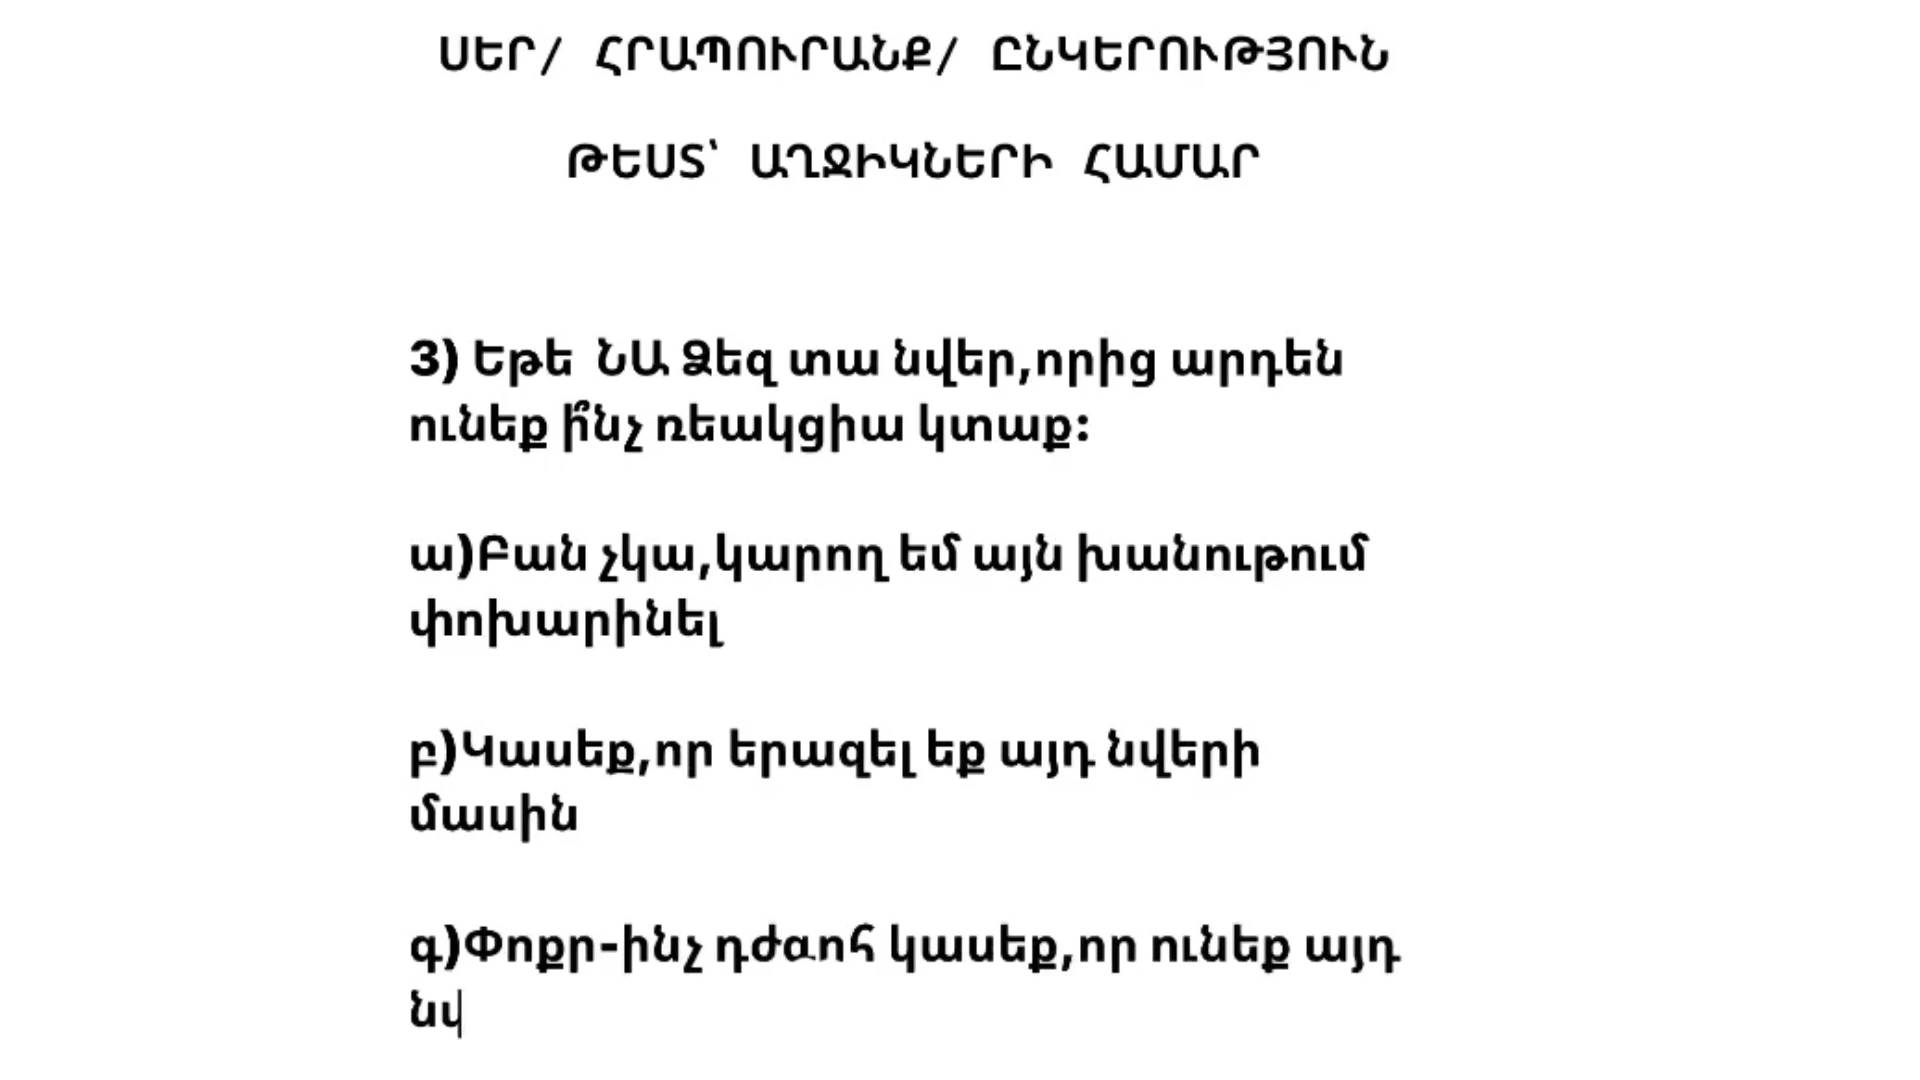 ՍԵՐ/ ՀՐԱՊՈՒՐԱՆՔ/ ԸՆԿԵՐՈՒԹՅՈՒՆ
ԹԵՍՏ՝ ԱՂՋԻԿՆԵՐԻ ՀԱՄԱՐ
3) Եթե ՆԱ Ձեզ տա նվեր,որից արդեն
ունեք ի՞նչ ռեակցիա կտաք:
ա)Բան չկա,կարող եմ այն խանութում
փոխարինել
բ)Կասեք,որ երազել եք այդ նվերի
մասին
գ)Փոքր-ինչ դժգոհ կասեք,որ ունեք այդ
նվ